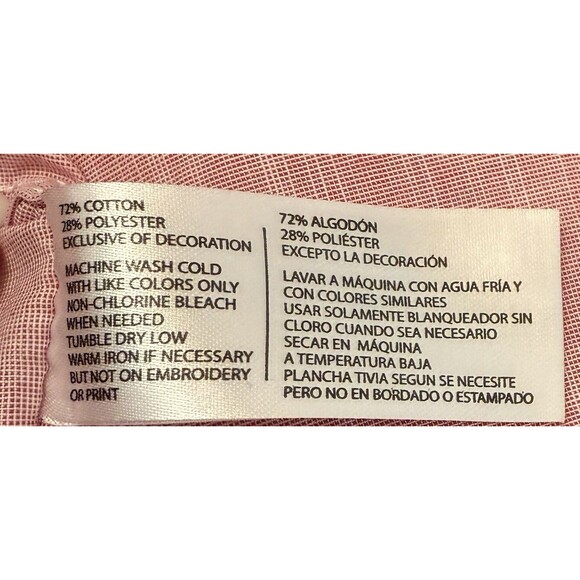 72% COTTON
28% POLYESTER
EXCLUSIVE OF DECORATION
MACHINE WASH COLD
WITH LIKE COLORS ONLY
NON-CHLORINE BLEACH
WHEN NEEDED
TUMBLE DRY LOW
WARM IRON IF NECESSARY
BUT NOT ON EMBROIDERY
OR PRINT
72% ALGODÓN
28% POLIÉSTER
EXCEPTO LA DECORACIÓN
LAVAR A MÁQUINA CON AGUA FRÍA Y
CON COLORES SIMILARES
USAR SOLAMENTE BLANQUEADOR SIN
CLORO CUANDO SEA NECESARIO
SECAR EN MÁQUINA
A TEMPERATURA BAJA
PLANCHA TIVIA SEGUN SE NECESITE
PERO NO EN BORDADO O ESTAMPADO